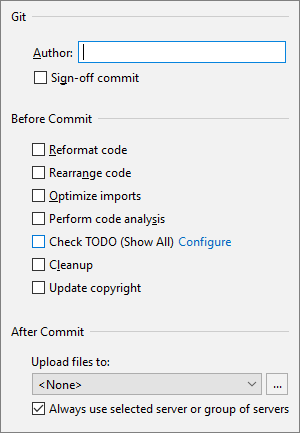 Git
Author:
Sign-off commit
Before Commit
Reformat code
Rearrange code
Optimize imports
Perform code analysis
Check TODO (Show All) Configure
Cleanup
Update copyright
After Commit
Upload files to:
<None>
...
Always use selected server or group of servers